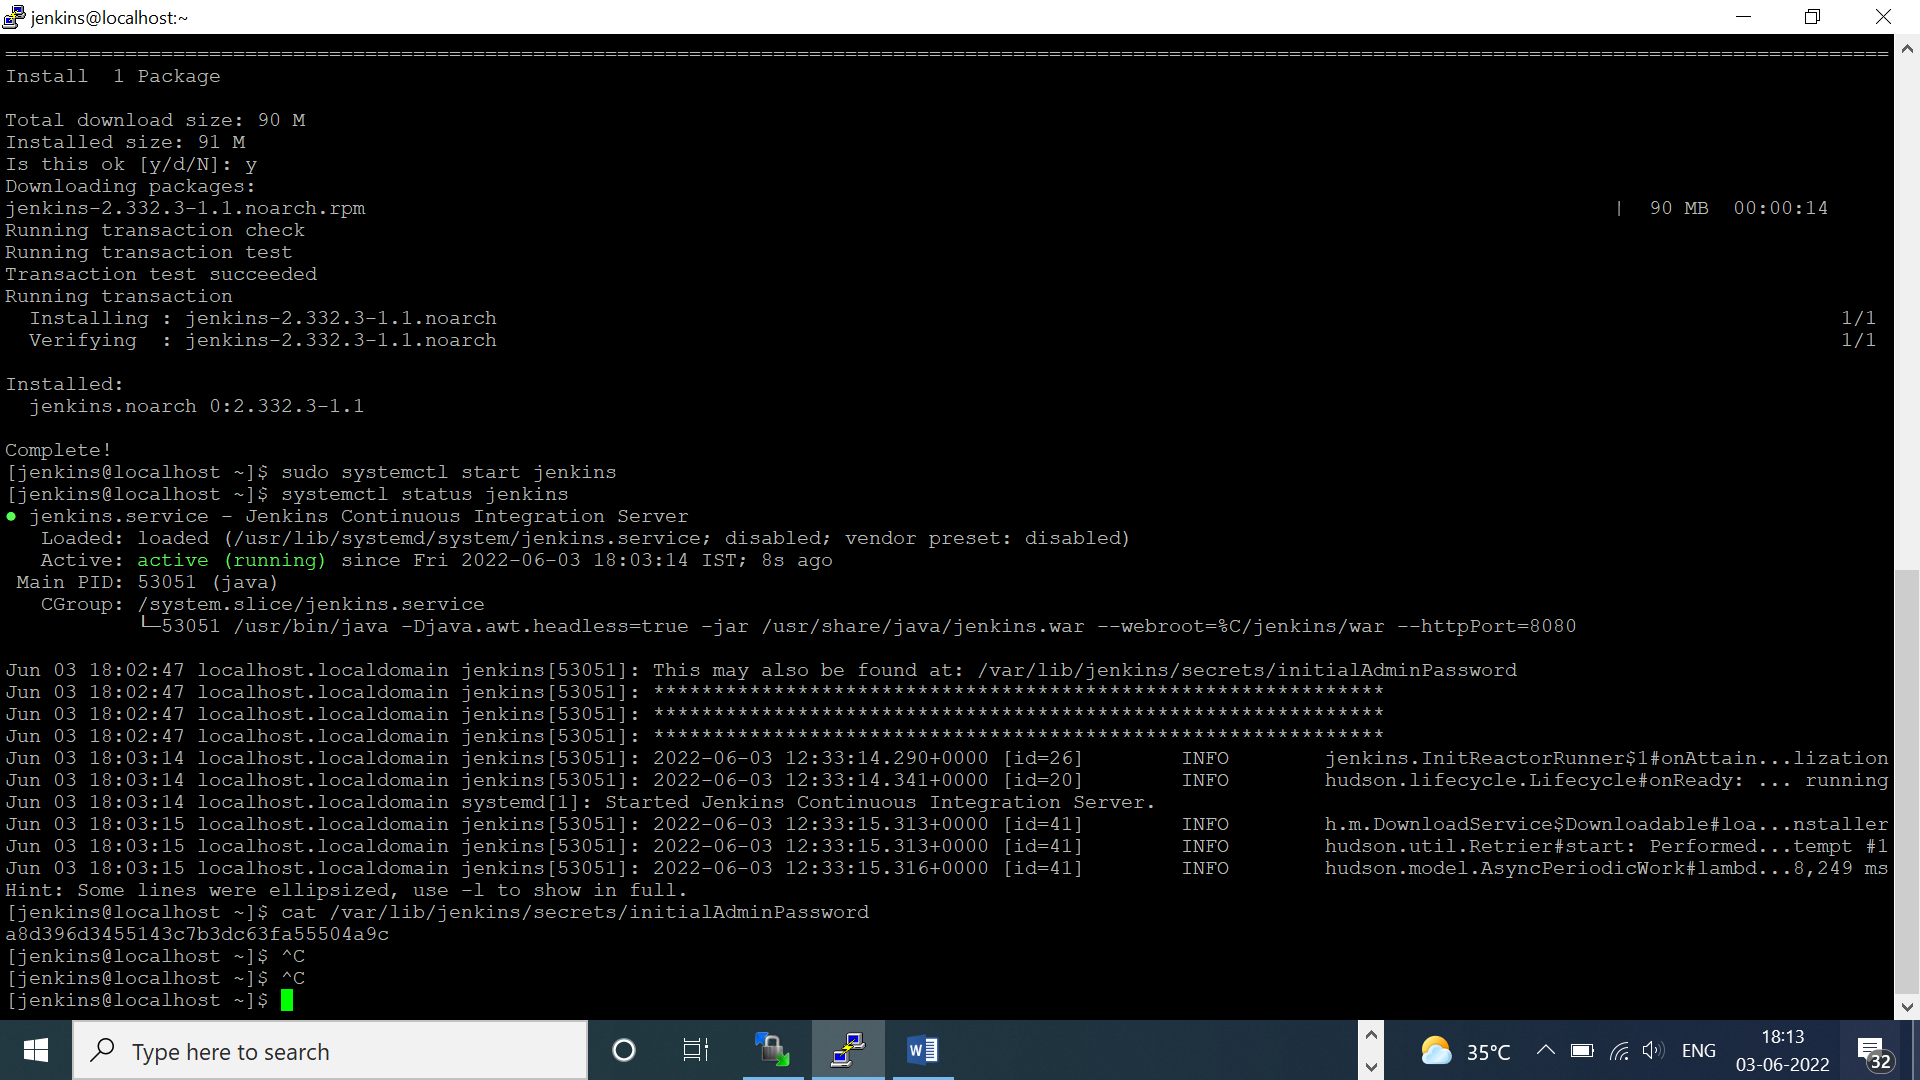 jenkins@localhost:~
=============================================================================================================================================================
Install  1 Package
Total download size: 90 M
Installed size: 91 M
Is this ok [y/d/N]: y
Downloading packages:
jenkins-2.332.3-1.1.noarch.rpm | 90 MB 00:00:14
Running transaction check
Running transaction test
Transaction test succeeded
Running transaction
Installing : jenkins-2.332.3-1.1.noarch 1/1
Verifying : jenkins-2.332.3-1.1.noarch 1/1
Installed:
jenkins.noarch 0:2.332.3-1.1
Complete!
[jenkins@localhost ~]$ sudo systemctl start jenkins
[jenkins@localhost ~]$ systemctl status jenkins
● jenkins.service - Jenkins Continuous Integration Server
Loaded: loaded (/usr/lib/systemd/system/jenkins.service; disabled; vendor preset: disabled)
Active: active (running) since Fri 2022-06-03 18:03:14 IST; 8s ago
Main PID: 53051 (java)
CGroup: /system.slice/jenkins.service
└─53051 /usr/bin/java -Djava.awt.headless=true -jar /usr/share/java/jenkins.war --webroot=%C/jenkins/war --httpPort=8080
Jun 03 18:02:47 localhost.localdomain jenkins[53051]: This may also be found at: /var/lib/jenkins/secrets/initialAdminPassword
Jun 03 18:02:47 localhost.localdomain jenkins[53051]: *************************************************************
Jun 03 18:02:47 localhost.localdomain jenkins[53051]: *************************************************************
Jun 03 18:02:47 localhost.localdomain jenkins[53051]: *************************************************************
Jun 03 18:03:14 localhost.localdomain jenkins[53051]: 2022-06-03 12:33:14.290+0000 [id=26] INFO jenkins.InitReactorRunner$1#onAttain...lization
Jun 03 18:03:14 localhost.localdomain jenkins[53051]: 2022-06-03 12:33:14.341+0000 [id=20] INFO hudson.lifecycle.Lifecycle#onReady: ... running
Jun 03 18:03:14 localhost.localdomain systemd[1]: Started Jenkins Continuous Integration Server.
Jun 03 18:03:15 localhost.localdomain jenkins[53051]: 2022-06-03 12:33:15.313+0000 [id=41] INFO h.m.DownloadService$Downloadable#loa...nstaller
Jun 03 18:03:15 localhost.localdomain jenkins[53051]: 2022-06-03 12:33:15.313+0000 [id=41] INFO hudson.util.Retrier#start: Performed...tempt #1
Jun 03 18:03:15 localhost.localdomain jenkins[53051]: 2022-06-03 12:33:15.316+0000 [id=41] INFO hudson.model.AsyncPeriodicWork#lambd...8,249 ms
Hint: Some lines were ellipsized, use -l to show in full.
[jenkins@localhost ~]$ cat /var/lib/jenkins/secrets/initialAdminPassword
a8d396d3455143c7b3dc63fa55504a9c
[jenkins@localhost ~]$ ^C
[jenkins@localhost ~]$ ^C
[jenkins@localhost ~]$
Type here to search
W
35°C
ENG
18:13
03-06-2022
32